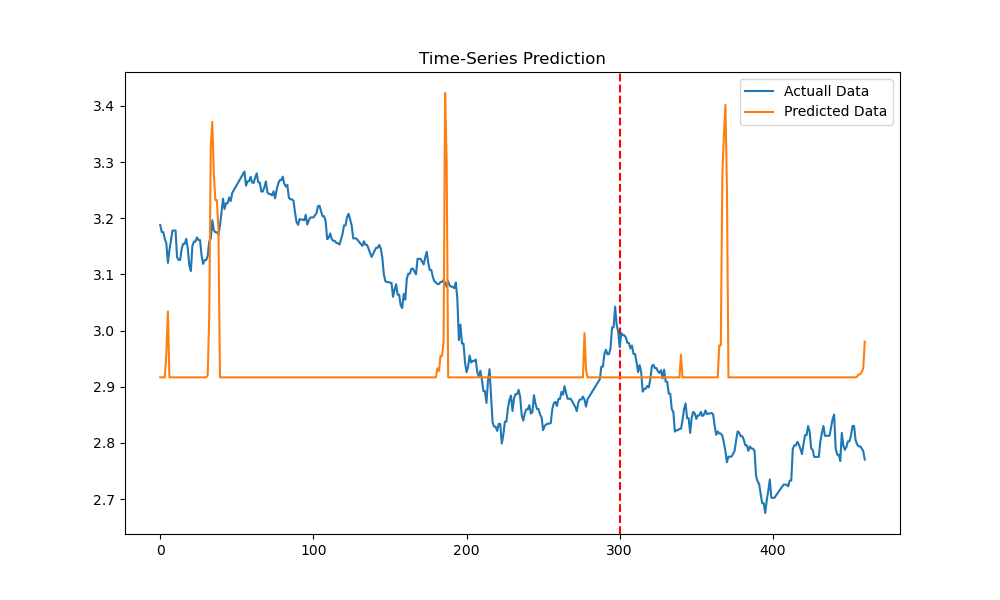 Time-Series Prediction
Actuall Data
Predicted Data
3.4
3.3
3.2
3.1
3.0
2.9
2.8
2.7
0 100 200 300 400